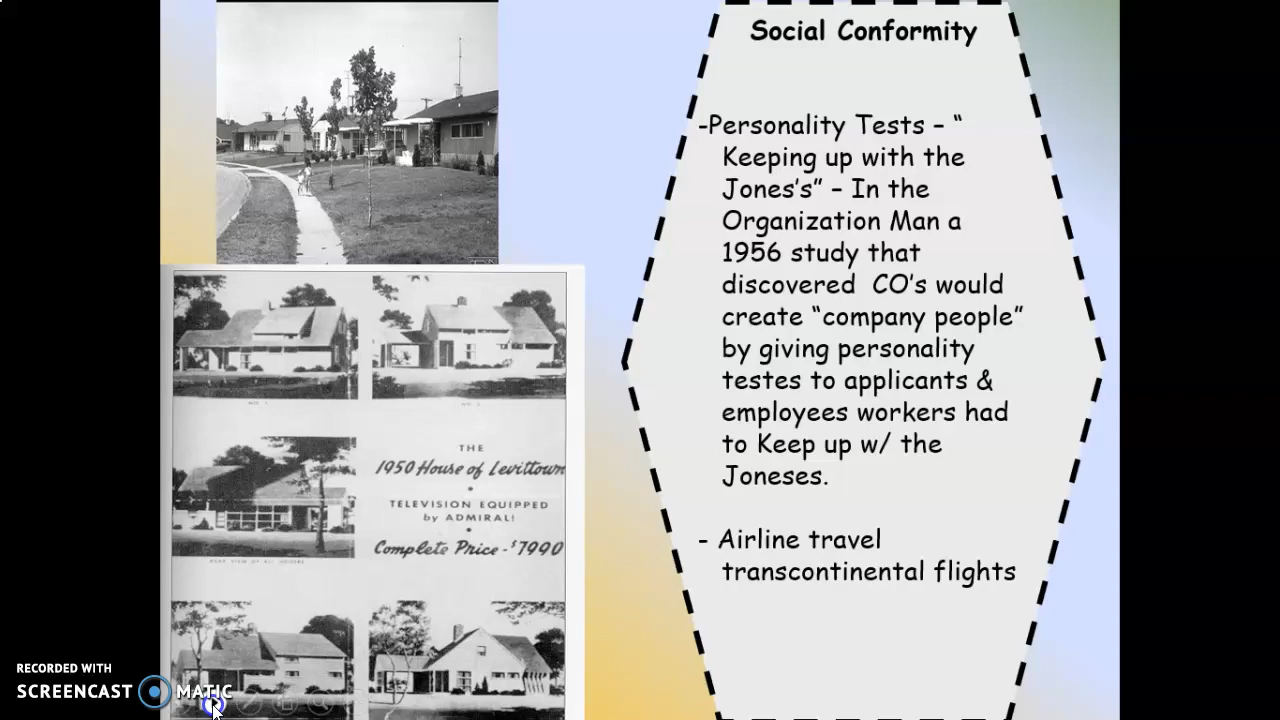 Social Conformity
-Personality Tests – “
Keeping up with the
Jones’s” – In the
Organization Man a
1956 study that
discovered CO’s would
create “company people”
by giving personality
testes to applicants &
employees workers had
to Keep up w/ the
Joneses.
- Airline travel
transcontinental flights
THE
1950 House of Levittown
TELEVISION EQUIPPED
by ADMIRAL!
Complete Price - $7990
RECORDED WITH
SCREENCAST MATIC